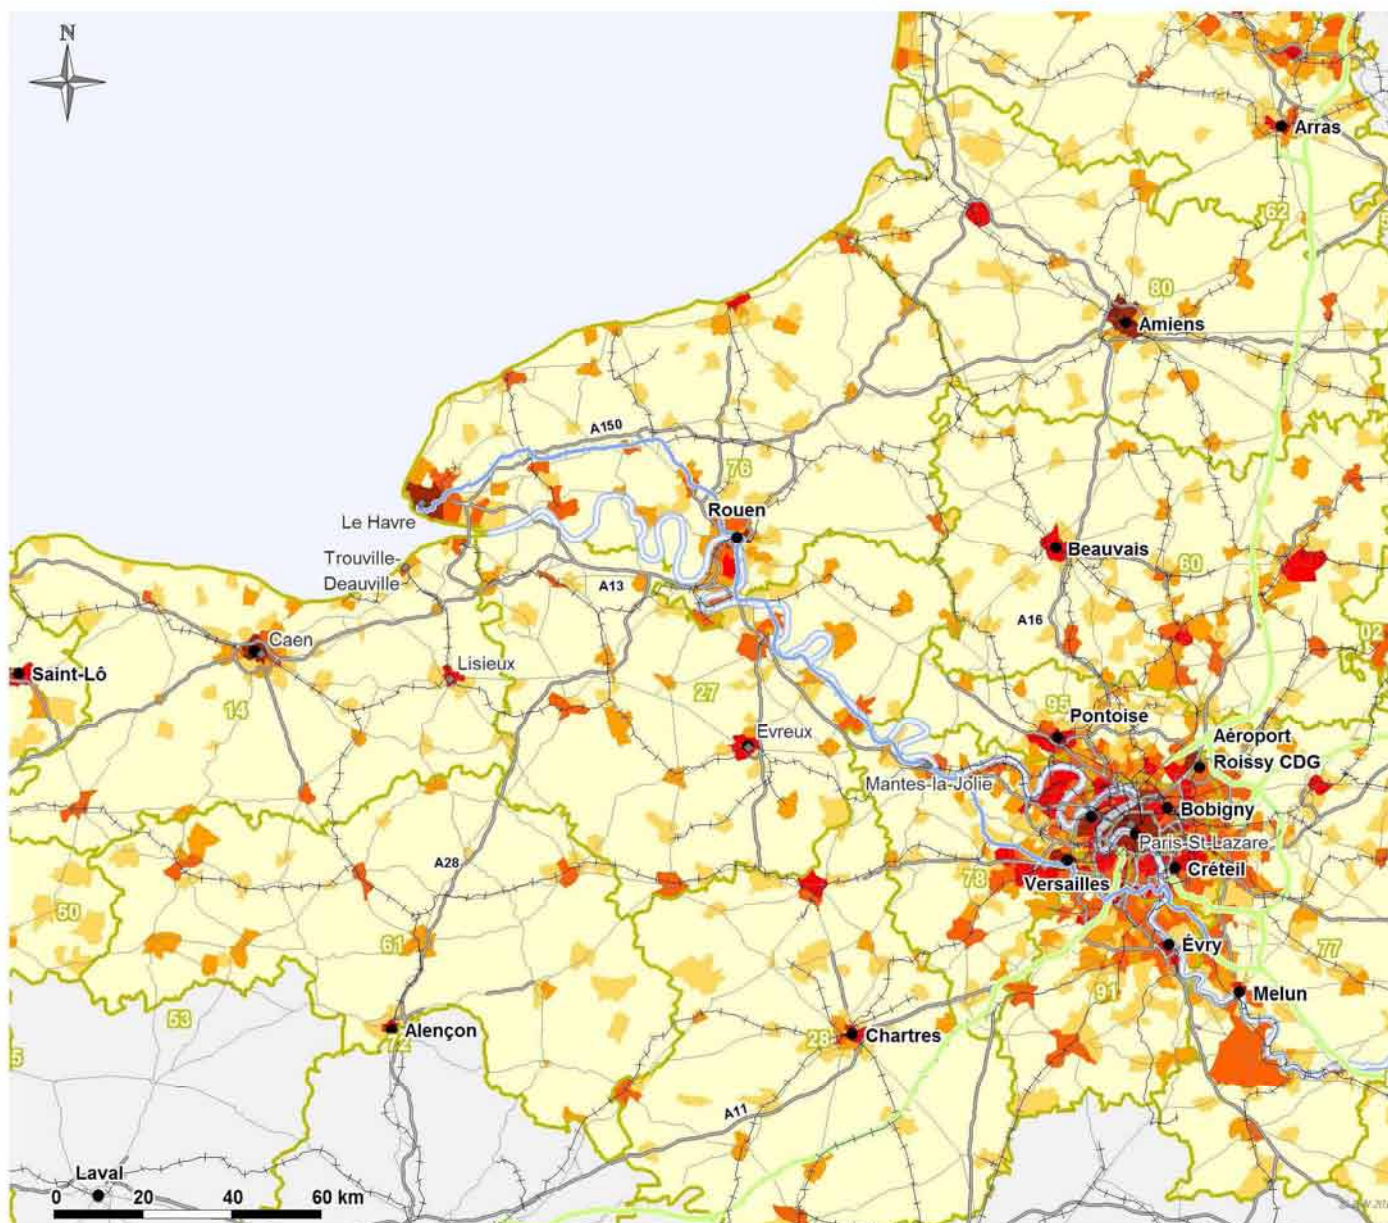 N
Arras
62
80
Amiens
A150
76
Rouen
Le Havre
Trouville-
Deauville
A13
Beauvais
60
A16
02
Caen
Saint-Lô
Lisieux
14
27
95
Pontoise
Evreux
Aéroport
Roissy CDG
Mantes-la-Jolie
Bobigny
Paris-St-Lazare
A28
Créteil
78
Versailles
50
61
Évry
77
91
Melun
53
Alençon
72
28
Chartres
A11
Laval
0 20 40 60 km